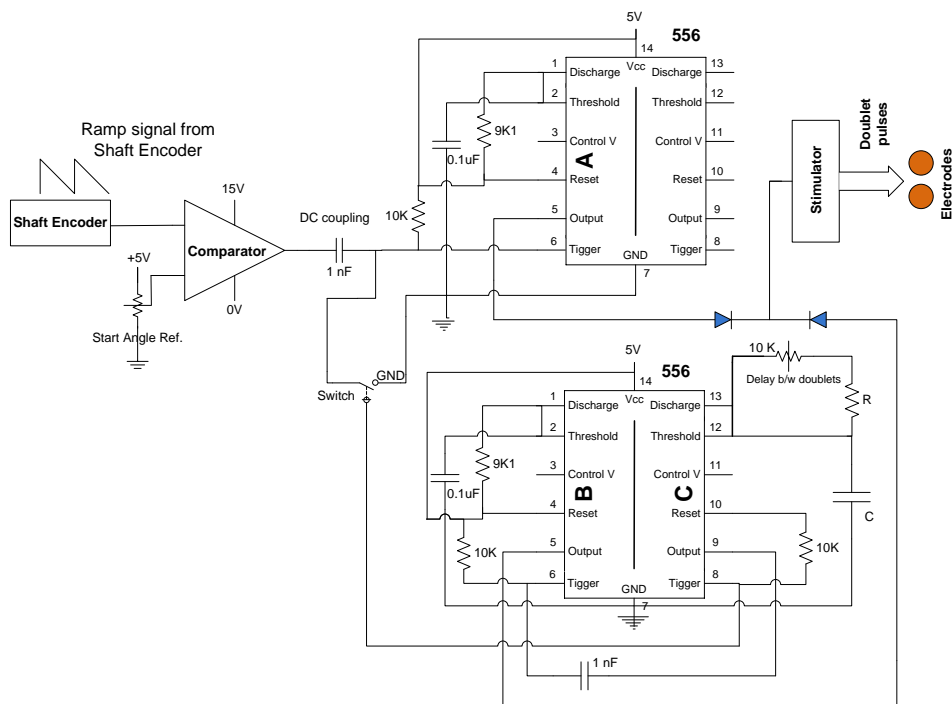 5V
556
14
Vcc
1 Discharge
Discharge 13
2 Threshold
Threshold 12
3 Control V
Control V 11
4 Reset
Reset 10
5 Output
Output 9
6 Tigger
Tigger 8
A
GND
7
9K1
0.1uF
10K
Ramp signal from
Shaft Encoder
Shaft Encoder
15V
Comparator
0V
+5V
Start Angle Ref.
DC coupling
1 nF
Switch
GND
Stimulator
Doublet
pulses
Electrodes
5V
556
14
Vcc
1 Discharge
Discharge 13
2 Threshold
Threshold 12
3 Control V
Control V 11
4 Reset
Reset 10
5 Output
Output 9
6 Tigger
Tigger 8
B
C
GND
7
9K1
0.1uF
10K
10 K
Delay b/w doublets
R
C
10K
1 nF